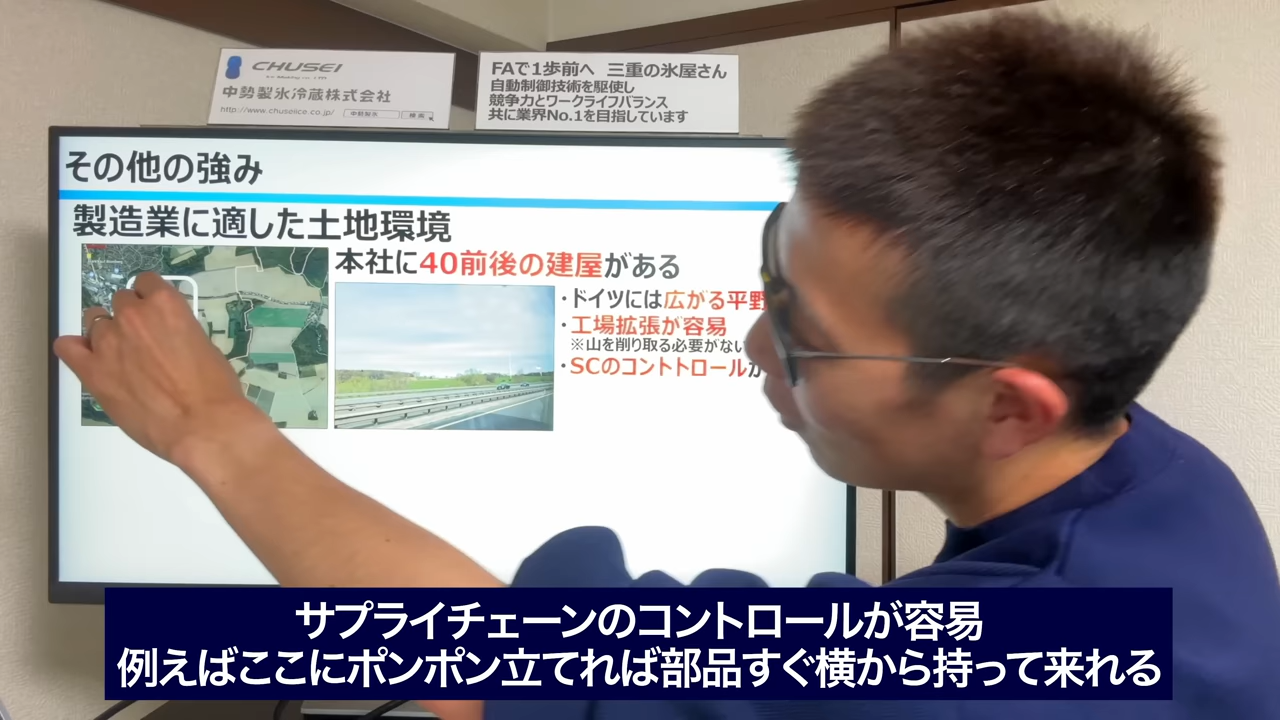 CHUSEI
中勢製氷冷蔵株式会社
http://www.chuseiice.co.jp/ 中勢製氷 検索
FAで1歩前へ 三重の氷屋さん
自動制御技術を駆使し
競争力とワークライフバランス
共に業界No.1を目指しています
その他の強み
製造業に適した土地環境
本社に40前後の建屋がある
・ドイツには広がる平野
・工場拡張が容易
※山を削り取る必要がない
・SCのコントトロールが
サプライチェーンのコントロールが容易
例えばここにポンポン立てれば部品すぐ横から持って来れる